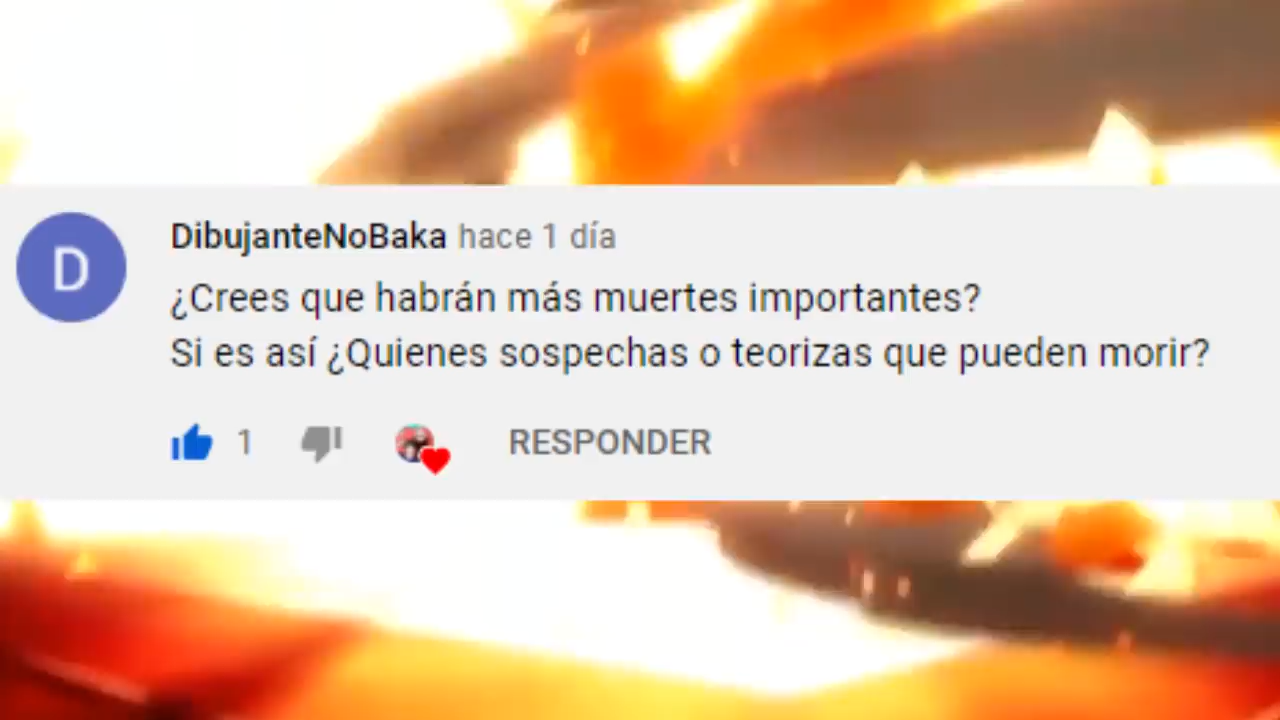 D
DibujanteNoBaka hace 1 día
¿Crees que habrán más muertes importantes?
Si es así ¿Quienes sospechas o teorizas que pueden morir?
1 RESPONDER